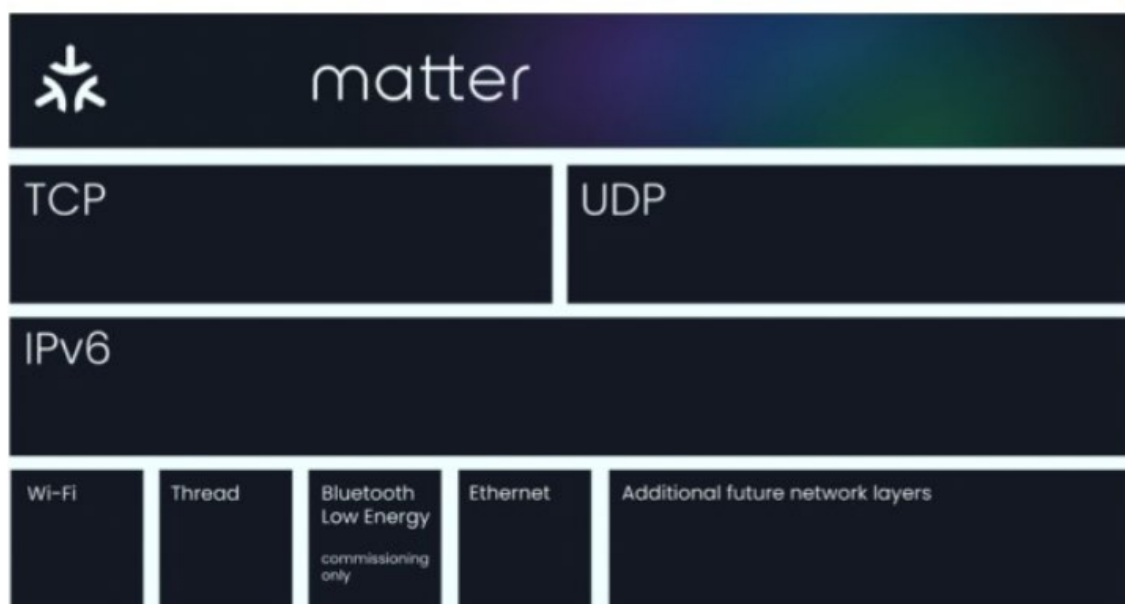 matter
TCP
UDP
IPv6
Wi-Fi
Thread
Bluetooth
Low Energy
commissioning
only
Ethernet
Additional future network layers